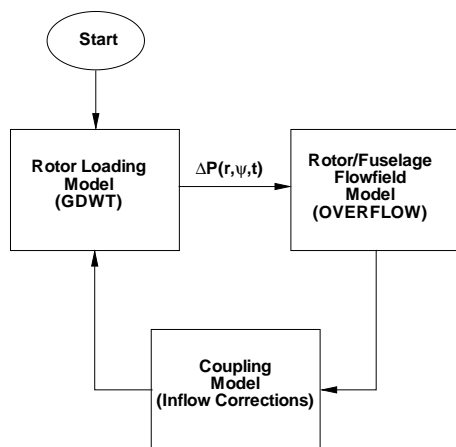 Start
Rotor Loading
Model
(GDWT)
ΔP(r,ψ,t)
Rotor/Fuselage
Flowfield
Model
(OVERFLOW)
Coupling
Model
(Inflow Corrections)